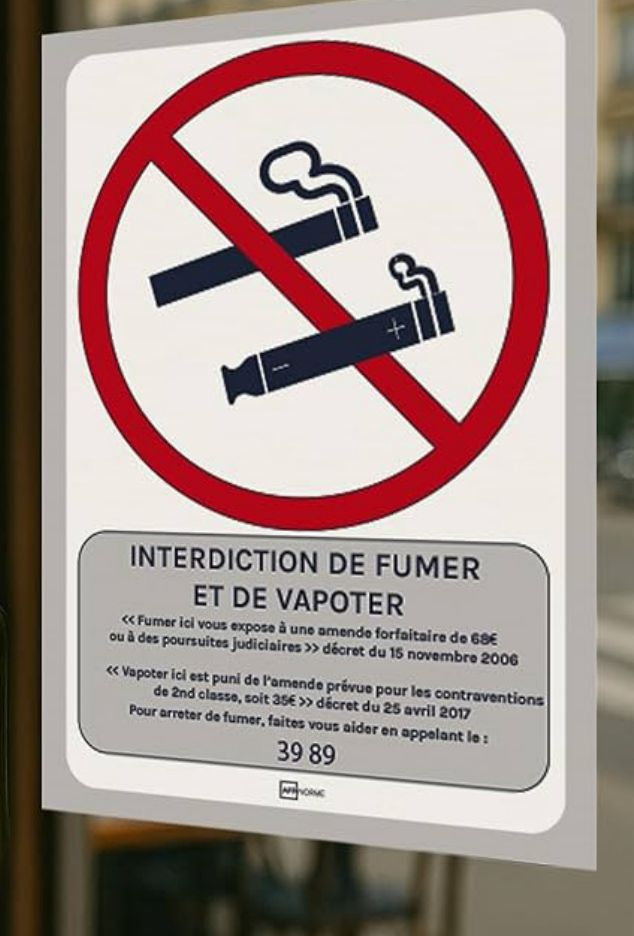 INTERDICTION DE FUMER
ET DE VAPOTER
<< Fumer ici vous expose à une amende forfaitaire de 68€
ou à des poursuites judiciaires >> décret du 15 novembre 2006
<< Vapoter ici est puni de l'amende prévue pour les contraventions
de 2nd classe, soit 35€ >> décret du 25 avril 2017
Pour arreter de fumer, faites vous aider en appelant le :
39 89
AFFNORME